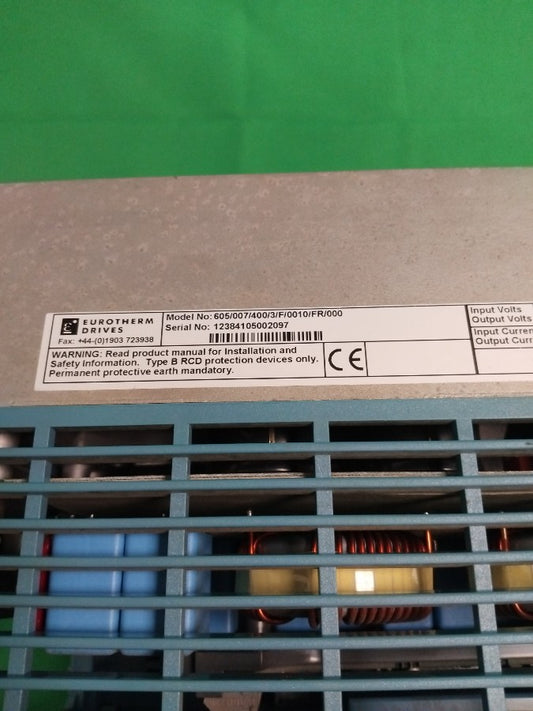 EUROTHERM
DRIVES
Fax: +44-(0)1903 723938
Model No: 605/007/400/3/F/0010/FR/000
Serial No: 12384105002097
WARNING: Read product manual for Installation and
Safety Information. Type B RCD protection devices only.
Permanent protective earth mandatory.
CE
Input Volts
Output Volts
Input Curren
Output Curr